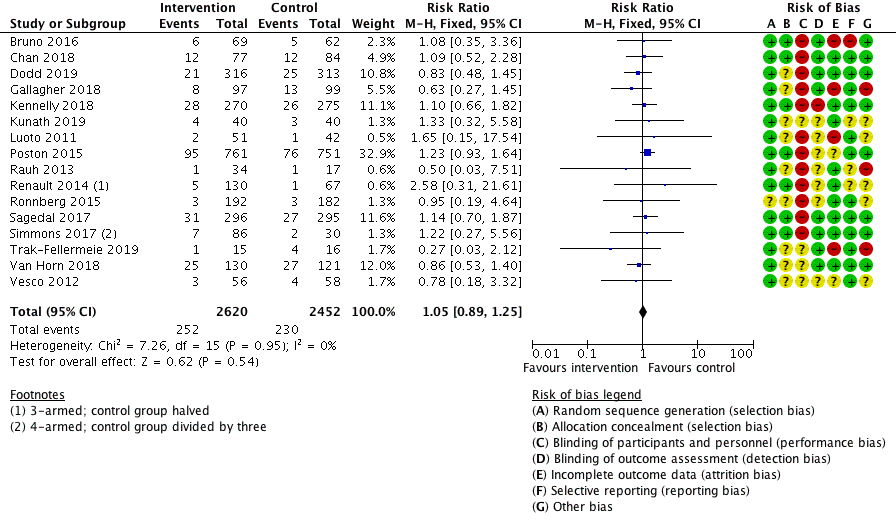 Intervention Control Risk Ratio Risk Ratio Risk of Bias
Study or Subgroup Events Total Events Total Weight M-H, Fixed, 95% CI M-H, Fixed, 95% CI A B C D E F G
Bruno 2016 6 69 5 62 2.3% 1.08 [0.35, 3.36] + + - + - - +
Chan 2018 12 77 12 84 4.9% 1.09 [0.52, 2.28] + + - + + + +
Dodd 2019 21 316 25 313 10.8% 0.83 [0.48, 1.45] + ? - + + + +
Gallagher 2018 8 97 13 99 5.5% 0.63 [0.27, 1.45] + ? - ? - + -
Kennelly 2018 28 270 26 275 11.1% 1.10 [0.66, 1.82] + + - - + + +
Kunath 2019 4 40 3 40 1.3% 1.33 [0.32, 5.58] + ? ? ? + ? ?
Luoto 2011 2 51 1 42 0.5% 1.65 [0.15, 17.54] + + - ? - + ?
Poston 2015 95 761 76 751 32.9% 1.23 [0.93, 1.64] + + - ? ? + +
Rauh 2013 1 34 1 17 0.6% 0.50 [0.03, 7.51] + + - ? + ? -
Renault 2014 (1) 5 130 1 67 0.6% 2.58 [0.31, 21.61] + + - ? + + ?
Ronnberg 2015 3 192 3 182 1.3% 0.95 [0.19, 4.64] ? ? - ? ? + +
Sagedal 2017 31 296 27 295 11.6% 1.14 [0.70, 1.87] + + - + + + +
Simmons 2017 (2) 7 86 2 30 1.3% 1.22 [0.27, 5.56] + + - + + + +
Trak-Fellermeie 2019 1 15 4 16 1.7% 0.27 [0.03, 2.12] + ? ? + - + -
Van Horn 2018 25 130 27 121 12.0% 0.86 [0.53, 1.40] + + - + + + +
Vesco 2012 3 56 4 58 1.7% 0.78 [0.18, 3.32] + ? ? ? ? + ?
Total (95% CI) 2620 2452 100.0% 1.05 [0.89, 1.25]
Total events 252 230
Heterogeneity: Chi² = 7.26, df = 15 (P = 0.95); I² = 0%
Test for overall effect: Z = 0.62 (P = 0.54)
0.01 0.1 1 10 100
Favours intervention Favours control
Footnotes
(1) 3-armed; control group halved
(2) 4-armed; control group divided by three
Risk of bias legend
(A) Random sequence generation (selection bias)
(B) Allocation concealment (selection bias)
(C) Blinding of participants and personnel (performance bias)
(D) Blinding of outcome assessment (detection bias)
(E) Incomplete outcome data (attrition bias)
(F) Selective reporting (reporting bias)
(G) Other bias